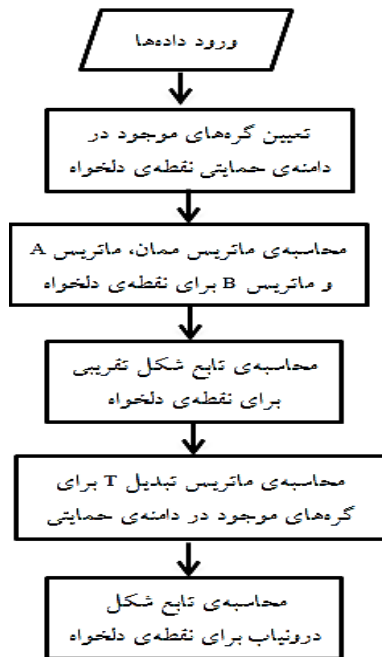 ورود داده‌ها
تعیین گره‌های موجود در
دامنه‌ی حمایتی نقطه‌ی دلخواه
محاسبه‌ی ماتریس ممان، ماتریس A
و ماتریس B برای نقطه‌ی دلخواه
محاسبه‌ی تابع شکل تقریبی
برای نقطه‌ی دلخواه
محاسبه‌ی ماتریس تبدیل T برای
گره‌های موجود در دامنه‌ی حمایتی
محاسبه‌ی تابع شکل
درونیاب برای نقطه‌ی دلخواه